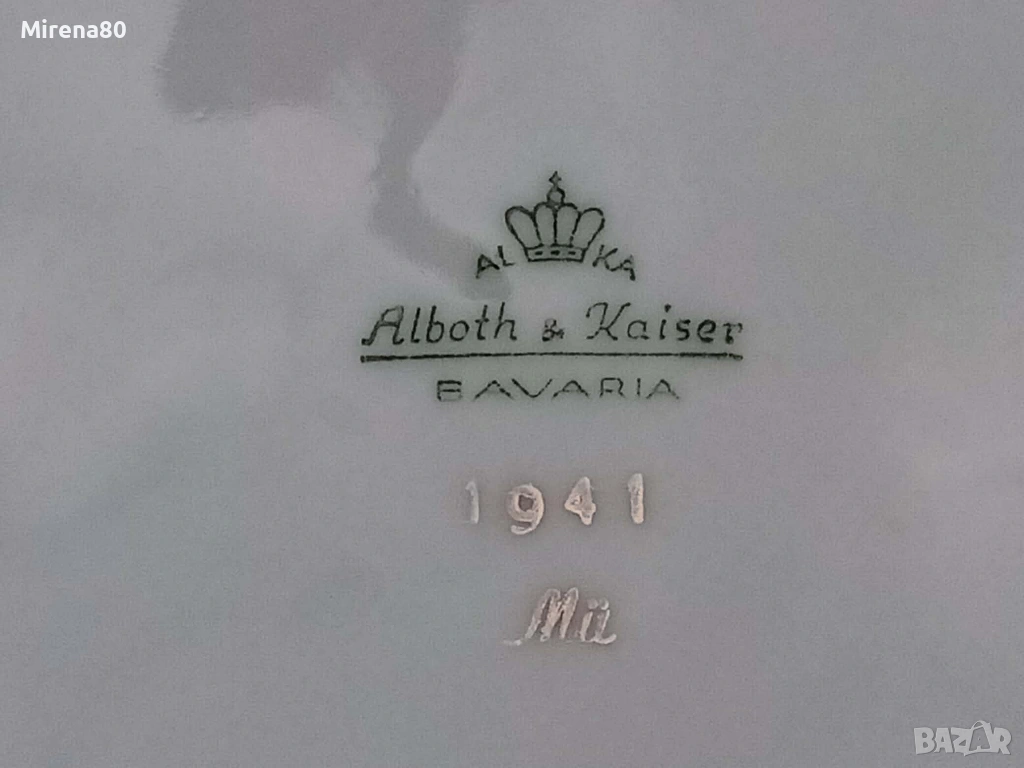 Mirena80
AL KA
Alboth & Kaiser
BAVARIA
1941
Mü
BAZAR